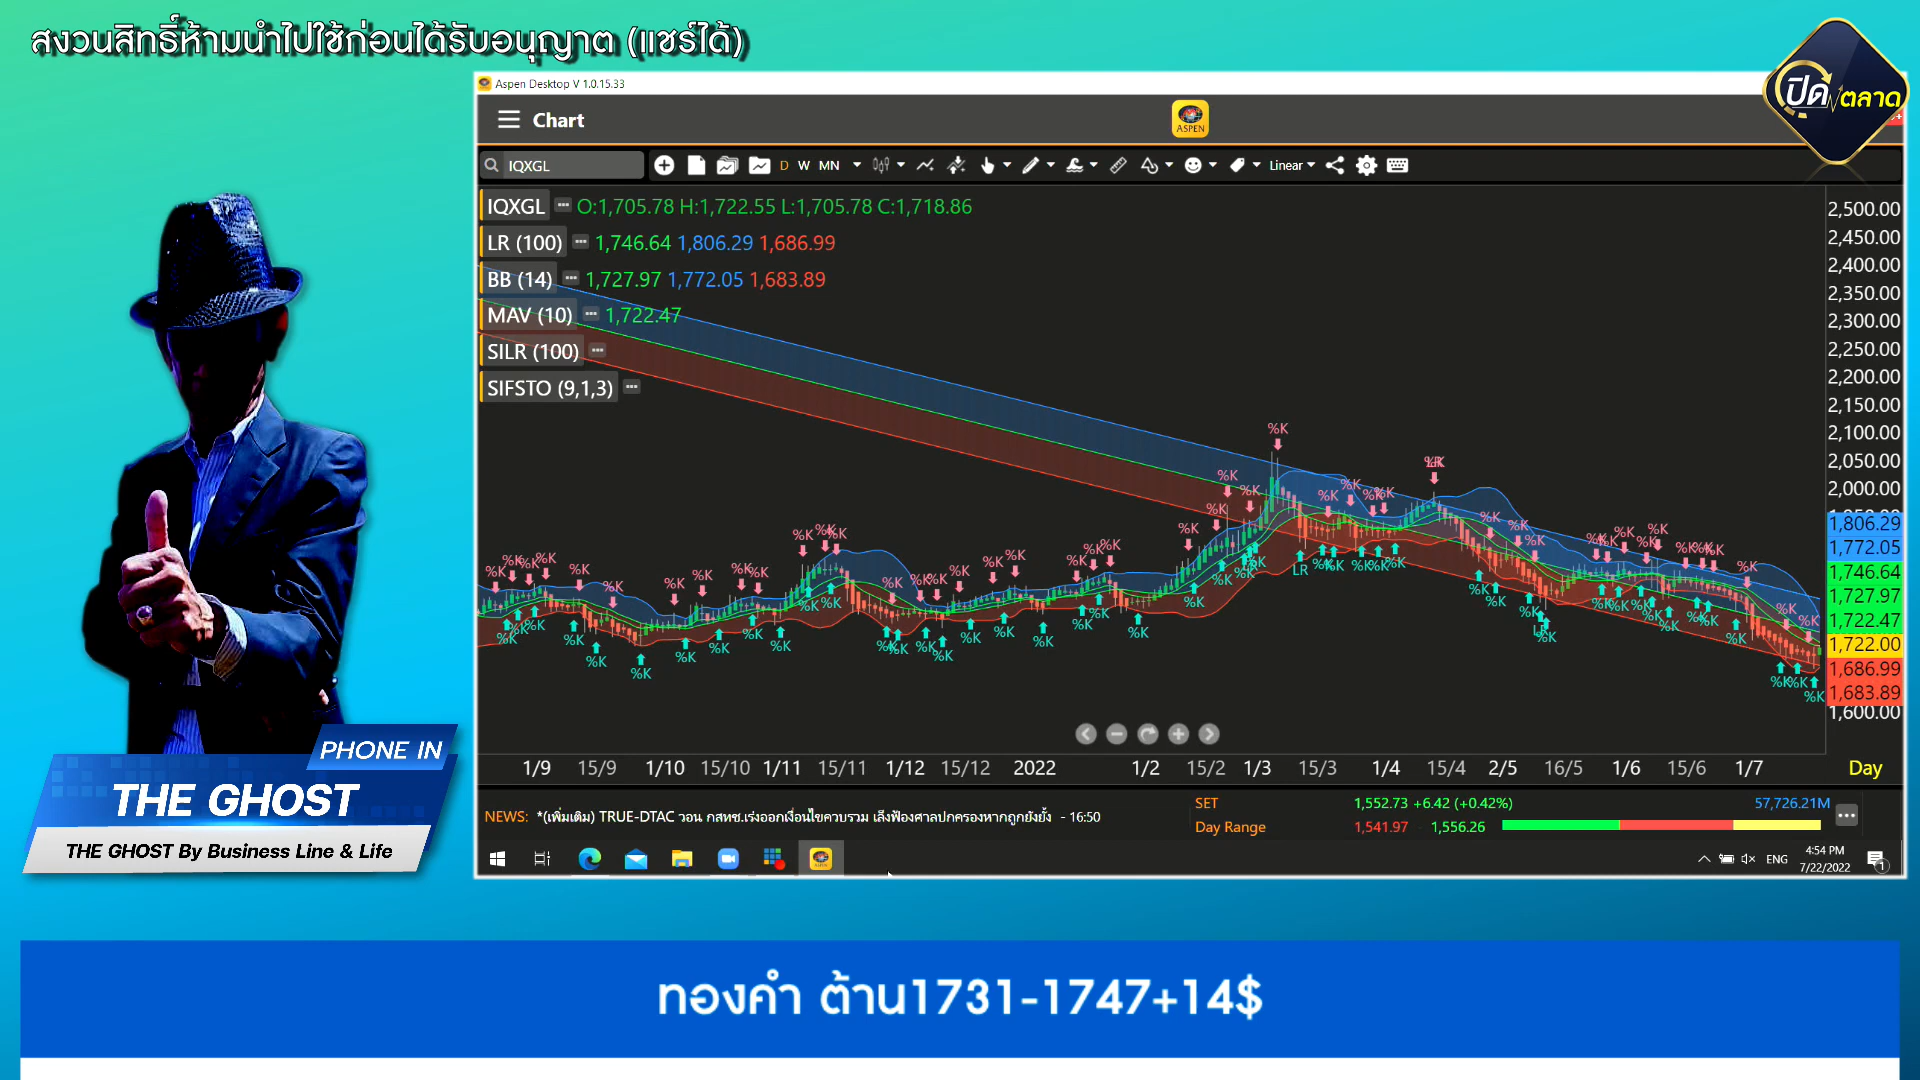 สงวนสิทธิ์ห้ามนำไปใช้ก่อนได้รับอนุญาต (แชร์ได้)
ปิดตลาด
Aspen Desktop V 1.0.15.33
Chart
ASPEN
IQXGL
D W MN
Linear
IQXGL O:1,705.78 H:1,722.55 L:1,705.78 C:1,718.86
LR (100) 1,746.64 1,806.29 1,686.99
BB (14) 1,727.97 1,772.05 1,683.89
MAV (10) 1,722.47
SILR (100)
SIFSTO (9,1,3)
2,500.00
2,450.00
2,400.00
2,350.00
2,300.00
2,250.00
2,200.00
2,150.00
2,100.00
2,050.00
2,000.00
1,806.29
1,772.05
1,746.64
1,727.97
1,722.47
1,722.00
1,686.99
1,683.89
1,600.00
1/9 15/9 1/10 15/10 1/11 15/11 1/12 15/12 2022 1/2 15/2 1/3 15/3 1/4 15/4 2/5 16/5 1/6 15/6 1/7 Day
NEWS: *(เพิ่มเติม) TRUE-DTAC วอน กสทช.เร่งออกเงื่อนไขควบรวม เล็งฟ้องศาลปกครองหากถูกยังยั้ง - 16:50
SET 1,552.73 +6.42 (+0.42%) 57,726.21M
Day Range 1,541.97 - 1,556.26
ENG
4:54 PM
7/22/2022
1
PHONE IN
THE GHOST
THE GHOST By Business Line & Life
ทองคำ ต้าน1731-1747+14$